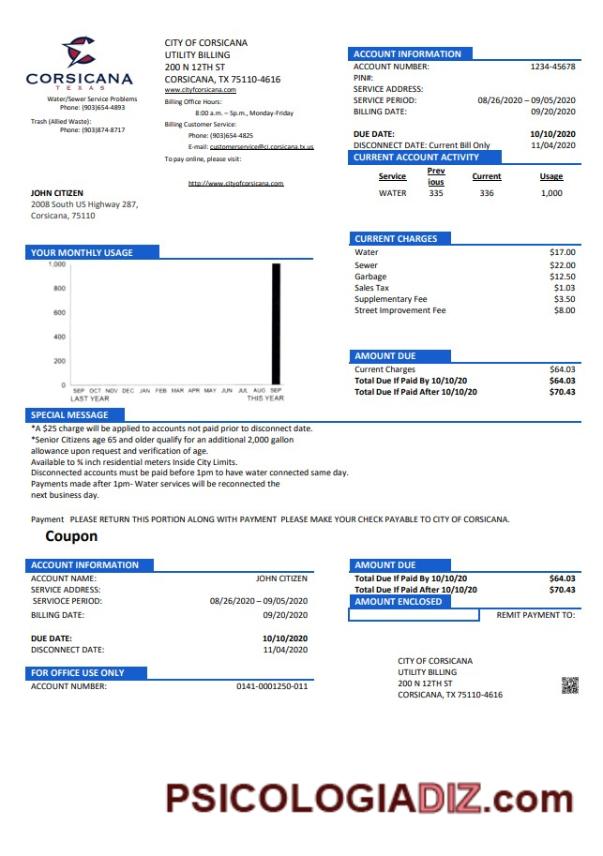 CORSICANA
TEXAS
Water/Sewer Service Problems
Phone: (903)654-4893
Trash (Allied Waste):
Phone: (903)874-8717
CITY OF CORSICANA
UTILITY BILLING
200 N 12TH ST
CORSICANA, TX 75110-4616
www.cityfcorsicana.com
Billing Office Hours:
8:00 a.m. – 5p.m., Monday-Friday
Billing Customer Service:
Phone: (903)654-4825
E-mail: customerservice@ci.corsicana.tx.us
To pay online, please visit:
http://www.cityofcorsicana.com
JOHN CITIZEN
2008 South US Highway 287,
Corsicana, 75110
ACCOUNT INFORMATION
ACCOUNT NUMBER: 1234-45678
PIN#:
SERVICE ADDRESS:
SERVICE PERIOD: 08/26/2020 – 09/05/2020
BILLING DATE: 09/20/2020
DUE DATE: 10/10/2020
DISCONNECT DATE: Current Bill Only 11/04/2020
CURRENT ACCOUNT ACTIVITY
Service Prev Current Usage
ious
WATER 335 336 1,000
YOUR MONTHLY USAGE
1,000
800
600
400
200
0
SEP OCT NOV DEC JAN FEB MAR APR MAY JUN JUL AUG SEP
LAST YEAR THIS YEAR
CURRENT CHARGES
Water $17.00
Sewer $22.00
Garbage $12.50
Sales Tax $1.03
Supplementary Fee $3.50
Street Improvement Fee $8.00
AMOUNT DUE
Current Charges $64.03
Total Due If Paid By 10/10/20 $64.03
Total Due If Paid After 10/10/20 $70.43
SPECIAL MESSAGE
*A $25 charge will be applied to accounts not paid prior to disconnect date.
*Senior Citizens age 65 and older qualify for an additional 2,000 gallon
allowance upon request and verification of age.
Available to ¾ inch residential meters Inside City Limits.
Disconnected accounts must be paid before 1pm to have water connected same day.
Payments made after 1pm- Water services will be reconnected the
next business day.
Payment PLEASE RETURN THIS PORTION ALONG WITH PAYMENT PLEASE MAKE YOUR CHECK PAYABLE TO CITY OF CORSICANA.
Coupon
ACCOUNT INFORMATION
ACCOUNT NAME: JOHN CITIZEN
SERVICE ADDRESS:
SERVIOCE PERIOD: 08/26/2020 – 09/05/2020
BILLING DATE: 09/20/2020
DUE DATE: 10/10/2020
DISCONNECT DATE: 11/04/2020
FOR OFFICE USE ONLY
ACCOUNT NUMBER: 0141-0001250-011
AMOUNT DUE
Total Due If Paid By 10/10/20 $64.03
Total Due If Paid After 10/10/20 $70.43
AMOUNT ENCLOSED
REMIT PAYMENT TO:
CITY OF CORSICANA
UTILITY BILLING
200 N 12TH ST
CORSICANA, TX 75110-4616
PSICOLOGIADIZ.com